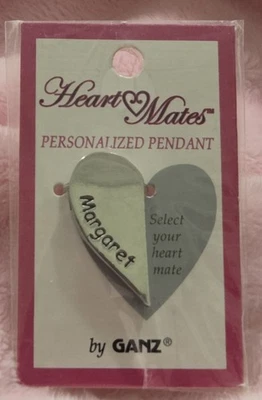 Heart Mates™
PERSONALIZED PENDANT
Margaret
Select
your
heart
mate
by GANZ®